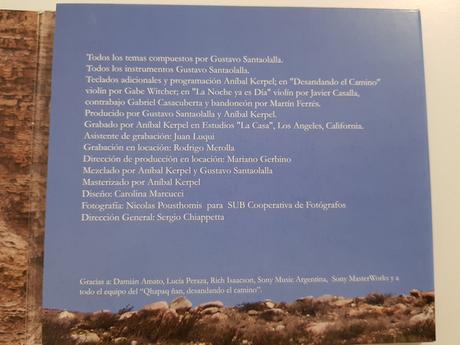 Todos los temas compuestos por Gustavo Santaolalla.
Todos los instrumentos Gustavo Santaolalla.
Teclados adicionales y programación Aníbal Kerpel; en "Desandando el Camino"
violín por Gabe Witcher; en "La Noche ya es Día" violín por Javier Casalla,
contrabajo Gabriel Casacuberta y bandoneón por Martín Ferrés.
Producido por Gustavo Santaolalla y Aníbal Kerpel.
Grabado por Aníbal Kerpel en Estudios "La Casa", Los Angeles, California.
Asistente de grabación: Juan Luqui
Grabación en locación: Rodrigo Merolla
Dirección de producción en locación: Mariano Gerbino
Mezclado por Aníbal Kerpel y Gustavo Santaolalla
Masterizado por Aníbal Kerpel
Diseño: Carolina Marcucci
Fotografía: Nicolas Pousthomis para SUB Cooperativa de Fotógrafos
Dirección General: Sergio Chiappetta
Gracias a: Damián Amato, Lucía Peraza, Rich Isaacson, Sony Music Argentina, Sony MasterWorks y a
todo el equipo del "Qhapaq ñan, desandando el camino".